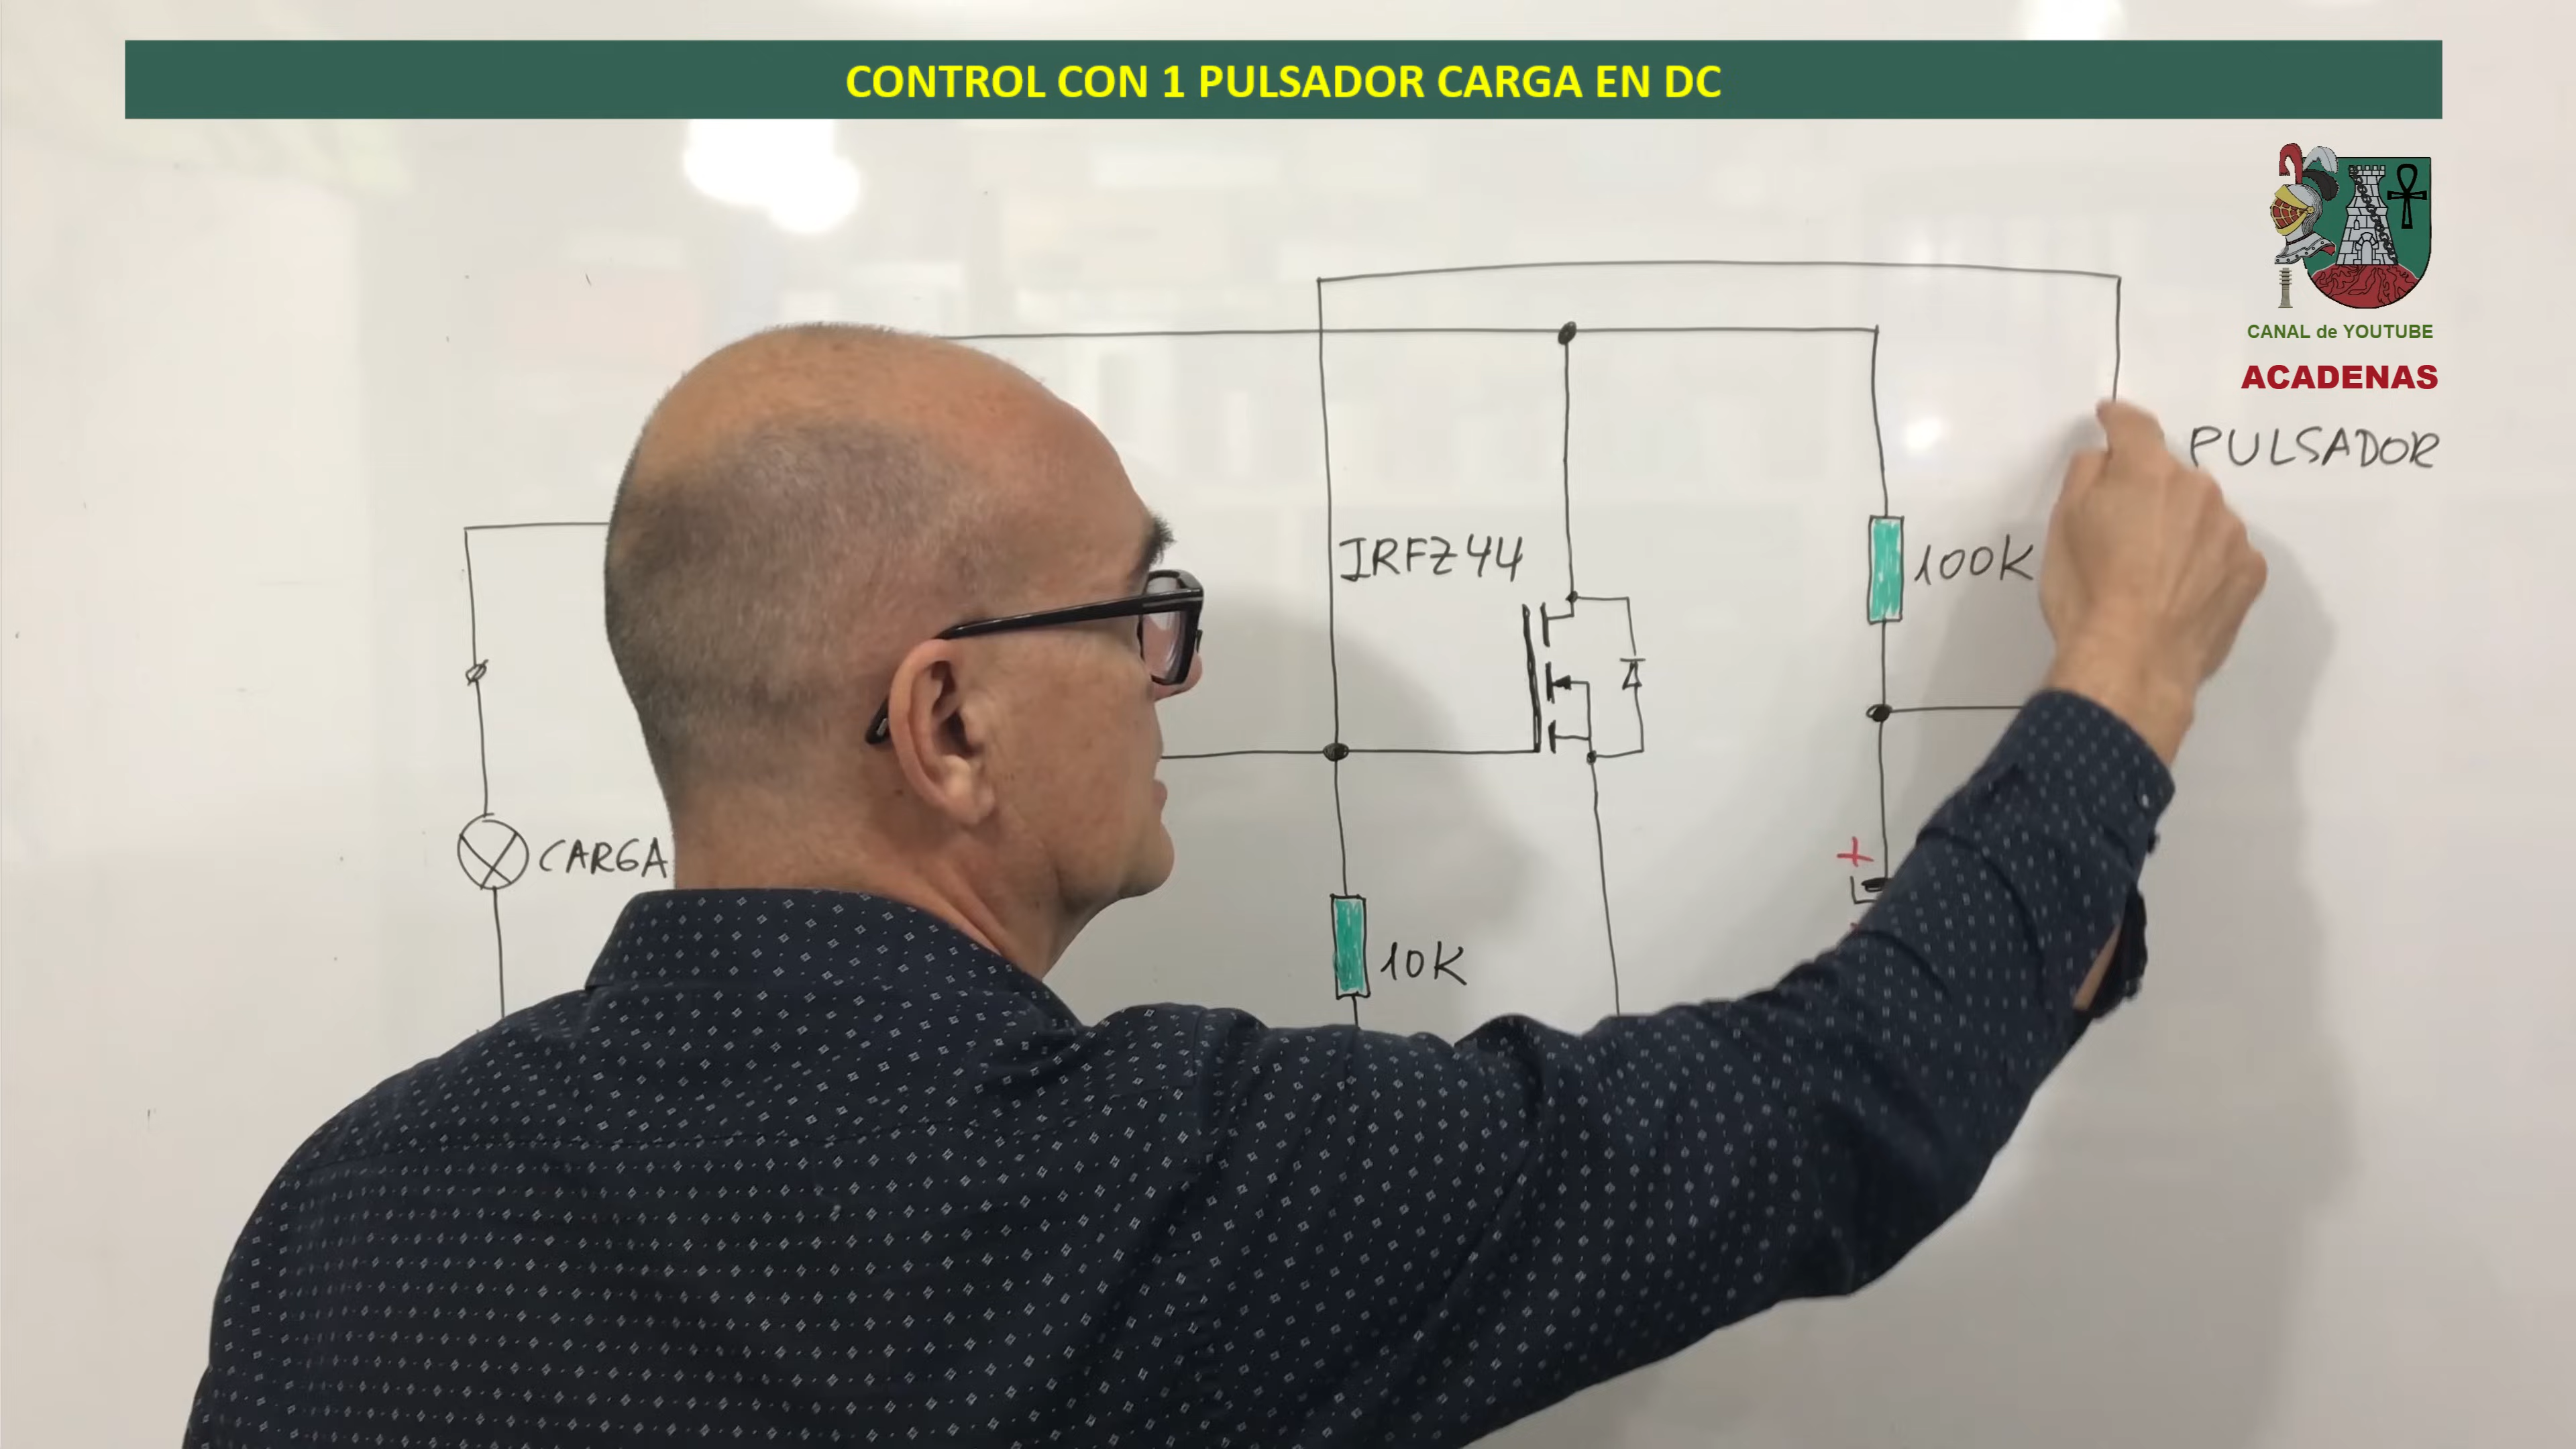 CONTROL CON 1 PULSADOR CARGA EN DC
CANAL de YOUTUBE
ACADENAS
PULSADOR
IRFZ44
100K
CARGA
+
10K